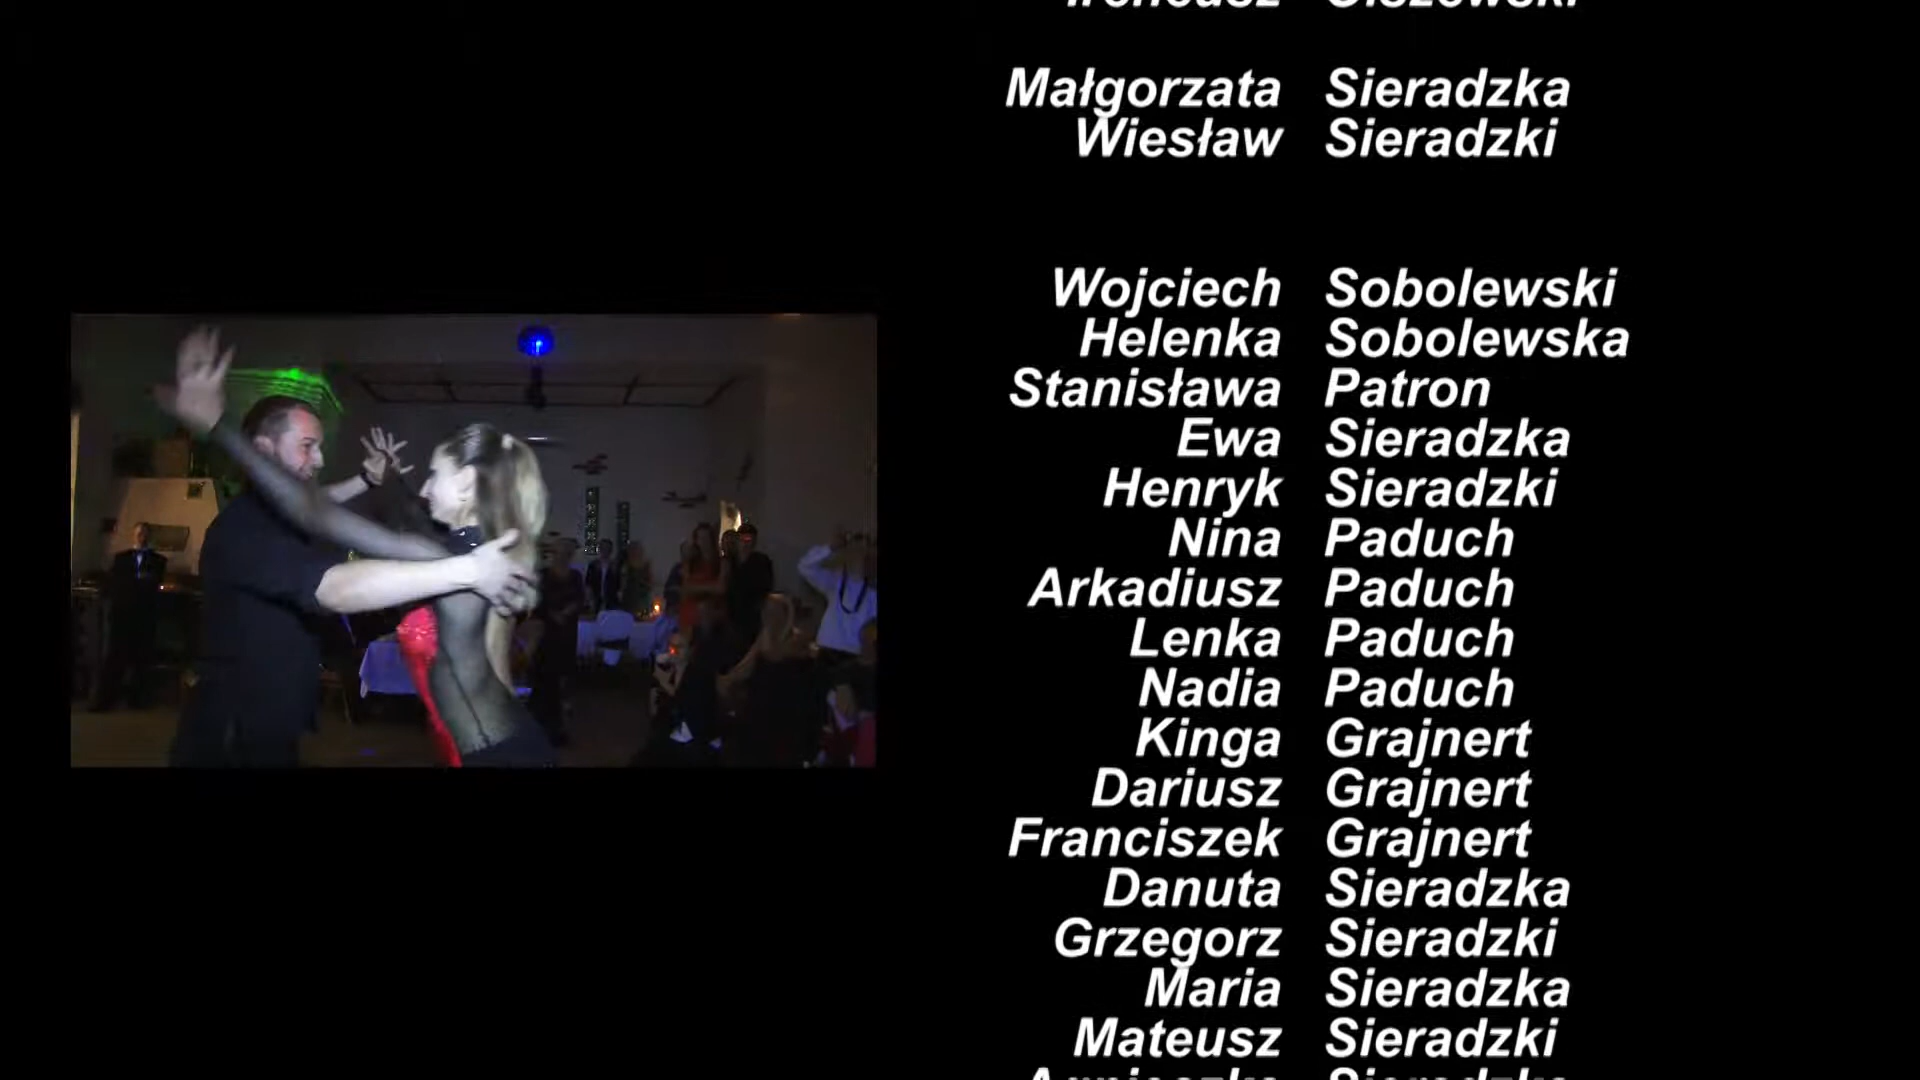 Małgorzata Sieradzka
Wiesław Sieradzki
Wojciech Sobolewski
Helenka Sobolewska
Stanisława Patron
Ewa Sieradzka
Henryk Sieradzki
Nina Paduch
Arkadiusz Paduch
Lenka Paduch
Nadia Paduch
Kinga Grajnert
Dariusz Grajnert
Franciszek Grajnert
Danuta Sieradzka
Grzegorz Sieradzki
Maria Sieradzka
Mateusz Sieradzki